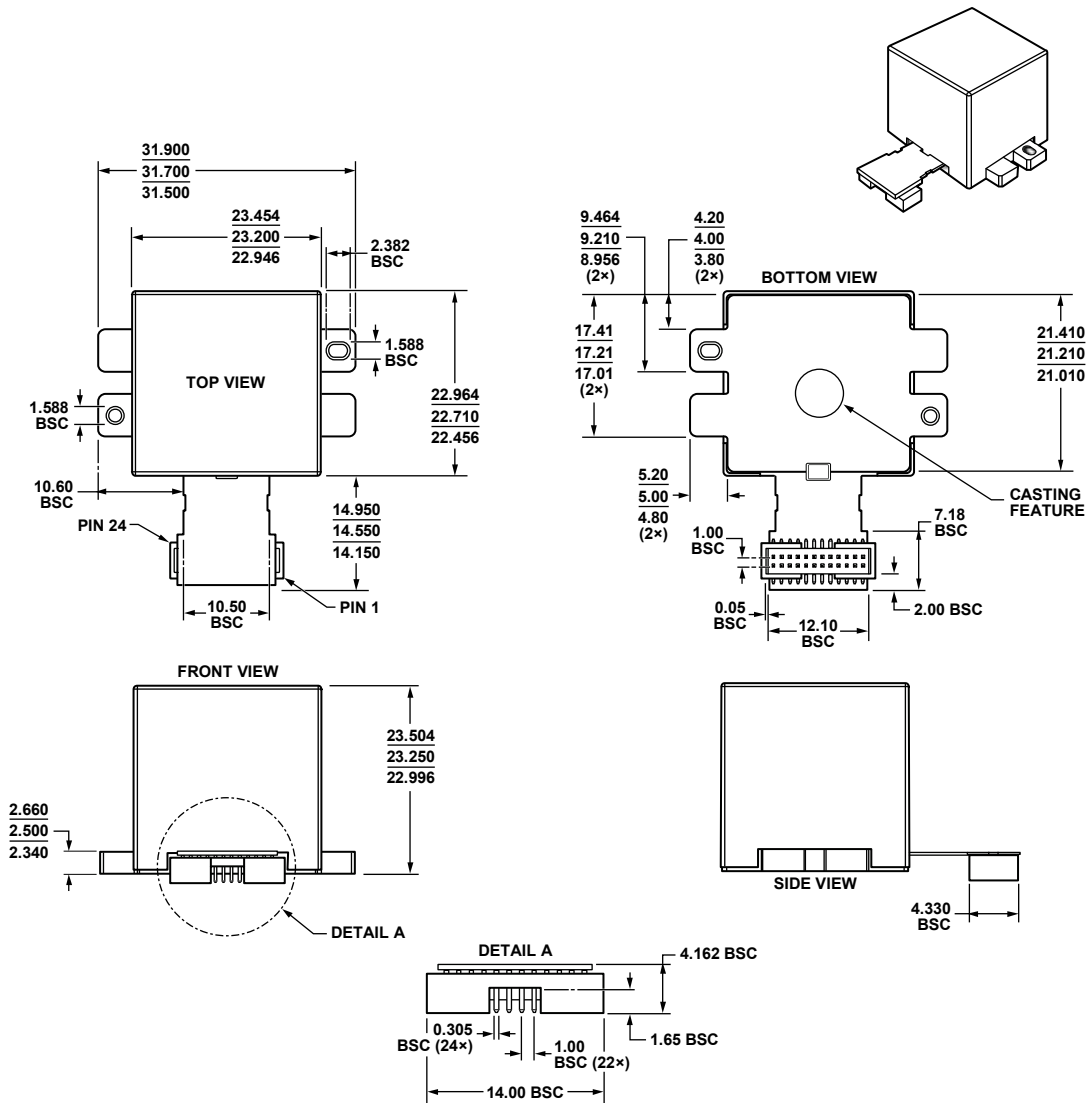 31.900
31.700
31.500
23.454
23.200
22.946
2.382
BSC
1.588
BSC
TOP VIEW
1.588
BSC
22.964
22.710
22.456
10.60
BSC
PIN 24
14.950
14.550
14.150
10.50
BSC
PIN 1
9.464
9.210
8.956
(2×)
4.20
4.00
3.80
(2×)
BOTTOM VIEW
17.41
17.21
17.01
(2×)
21.410
21.210
21.010
5.20
5.00
4.80
(2×)
CASTING
FEATURE
1.00
BSC
7.18
BSC
0.05
BSC
12.10
BSC
2.00 BSC
FRONT VIEW
23.504
23.250
22.996
2.660
2.500
2.340
DETAIL A
SIDE VIEW
4.330
BSC
DETAIL A
4.162 BSC
0.305
BSC (24×)
1.00
BSC (22×)
1.65 BSC
14.00 BSC